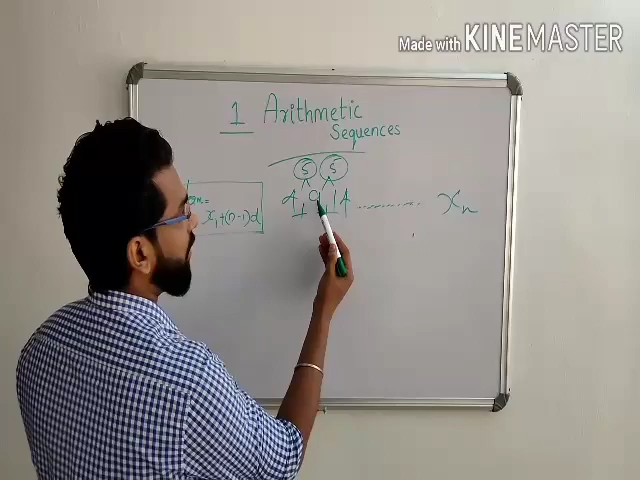 Made with KINEMASTER
1 Arithmetic
Sequences
5 5
4, 9, 14 ............ xₙ
x₁+(n-1)d